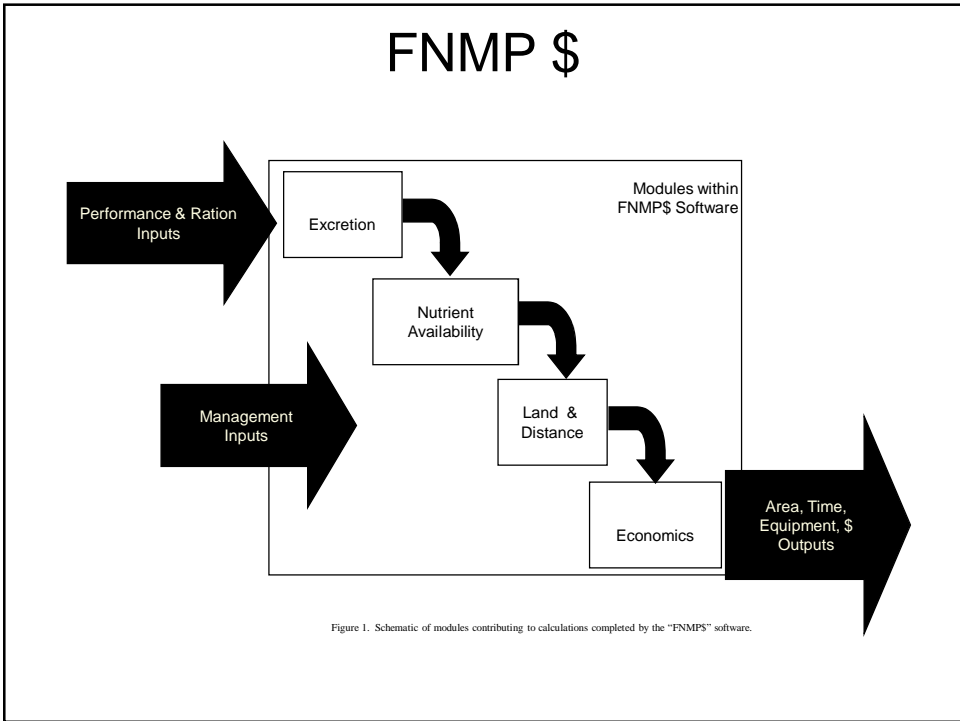 FNMP $
Performance & Ration
Inputs
Excretion
Modules within
FNMP$ Software
Nutrient
Availability
Management
Inputs
Land & 
Distance
Economics
Area, Time,
Equipment, $
Outputs
Figure 1. Schematic of modules contributing to calculations completed by the “FNMP$” software.